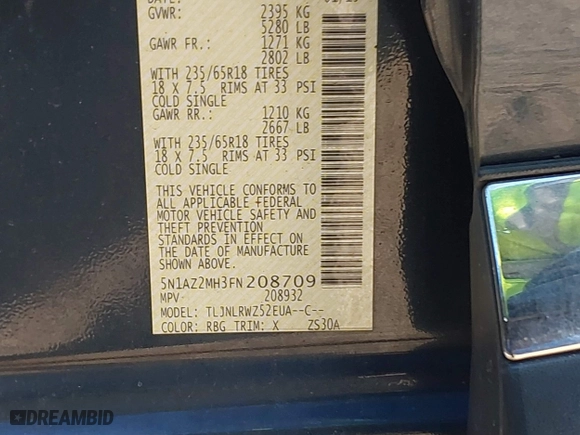 GVWR: 2395 KG
5280 LB
GAWR FR.: 1271 KG
2802 LB
WITH 235/65R18 TIRES
18 X 7.5 RIMS AT 33 PSI
COLD SINGLE
GAWR RR.: 1210 KG
2667 LB
WITH 235/65R18 TIRES
18 X 7.5 RIMS AT 33 PSI
COLD SINGLE
THIS VEHICLE CONFORMS TO
ALL APPLICABLE FEDERAL
MOTOR VEHICLE SAFETY AND
THEFT PREVENTION
STANDARDS IN EFFECT ON
THE DATE OF MANUFACTURE
SHOWN ABOVE.
5N1AZ2MH3FN208709
MPV 208932
MODEL: TLJNLRWZ52EUA--C--
COLOR: RBG TRIM: X ZS30A
DREAMBID